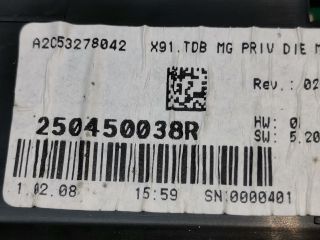 A2C53278042 X91.TDB MG PRIV DIE
Rev.: 02
250450038R
HW: 0
SW: 5.20
1.02.08 15:59 SN:0000401